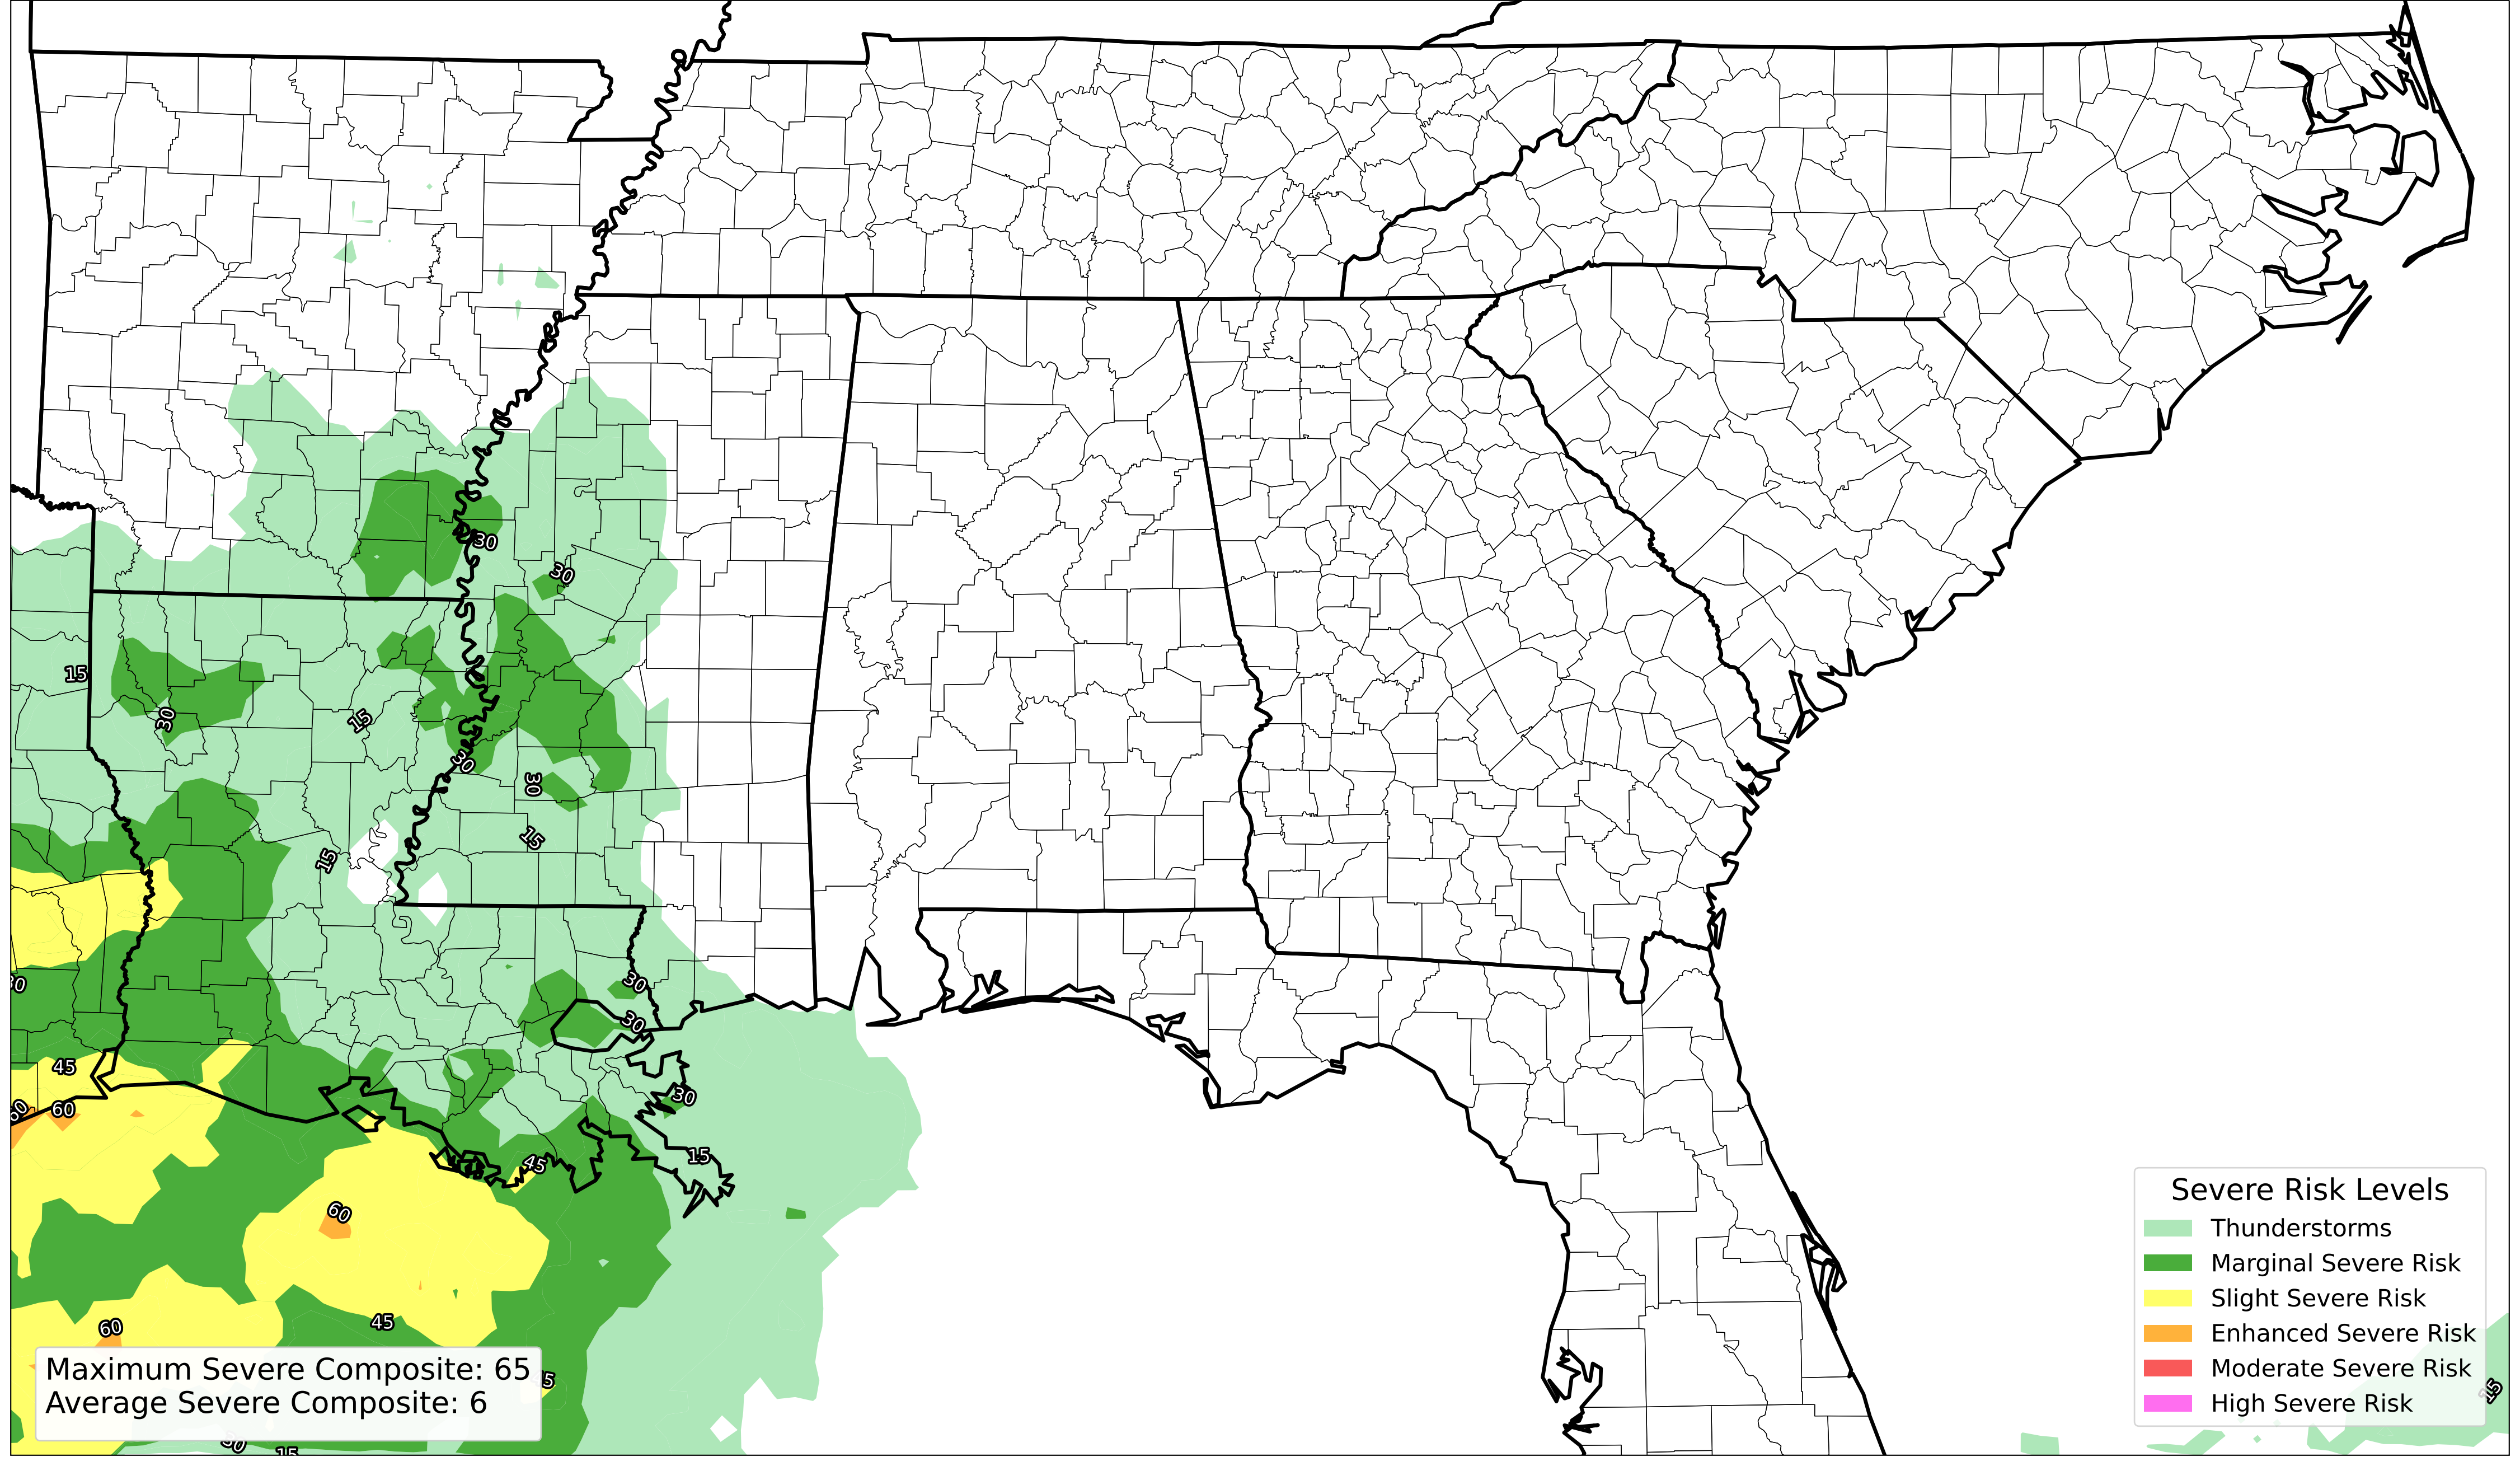 30
30
15
30
15
30
30
15
15
30
30
45
30
60
15
45
60
60
45
Severe Risk Levels
Thunderstorms
Marginal Severe Risk
Slight Severe Risk
Enhanced Severe Risk
Moderate Severe Risk
High Severe Risk
Maximum Severe Composite: 65
Average Severe Composite: 6
15